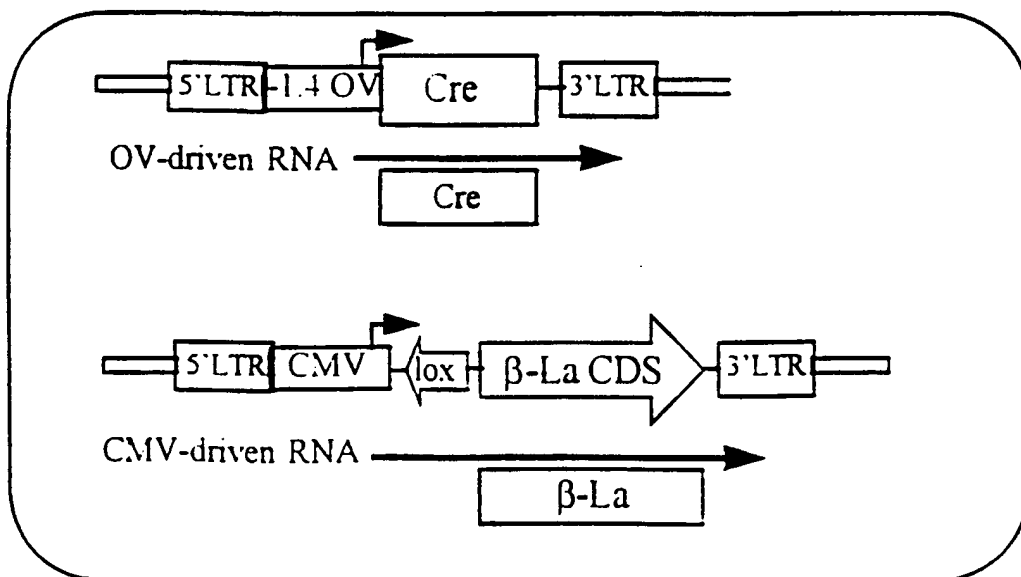 5'LTR -1.4 OV Cre 3'LTR
OV-driven RNA
Cre
5'LTR CMV lox β-La CDS 3'LTR
CMV-driven RNA
β-La